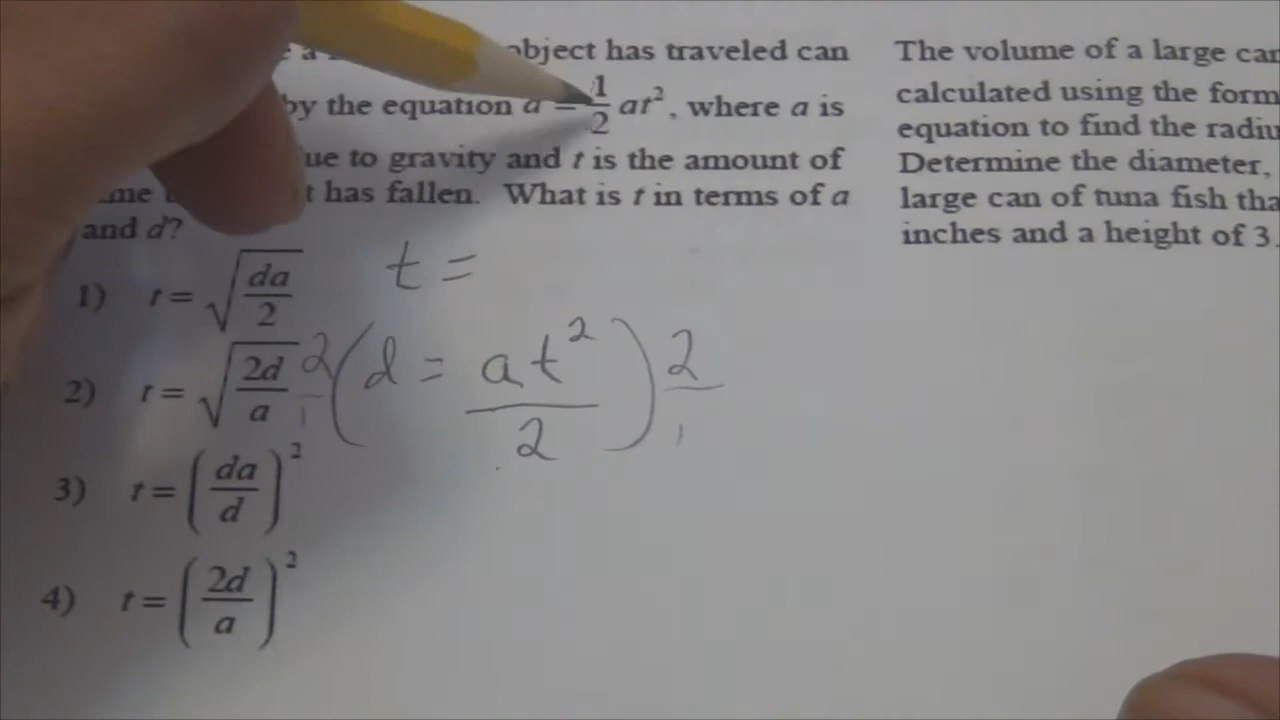 object has traveled can
by the equation d = 1/2 at², where a is
ue to gravity and t is the amount of
t has fallen. What is t in terms of a
and d?
1) t = √(da/2)
2) t = √(2d/a)
3) t = (da/d)²
4) t = (2d/a)²
t =
2/1 (d = at²/2) 2/1
The volume of a large can
calculated using the form
equation to find the radiu
Determine the diameter,
large can of tuna fish tha
inches and a height of 3.